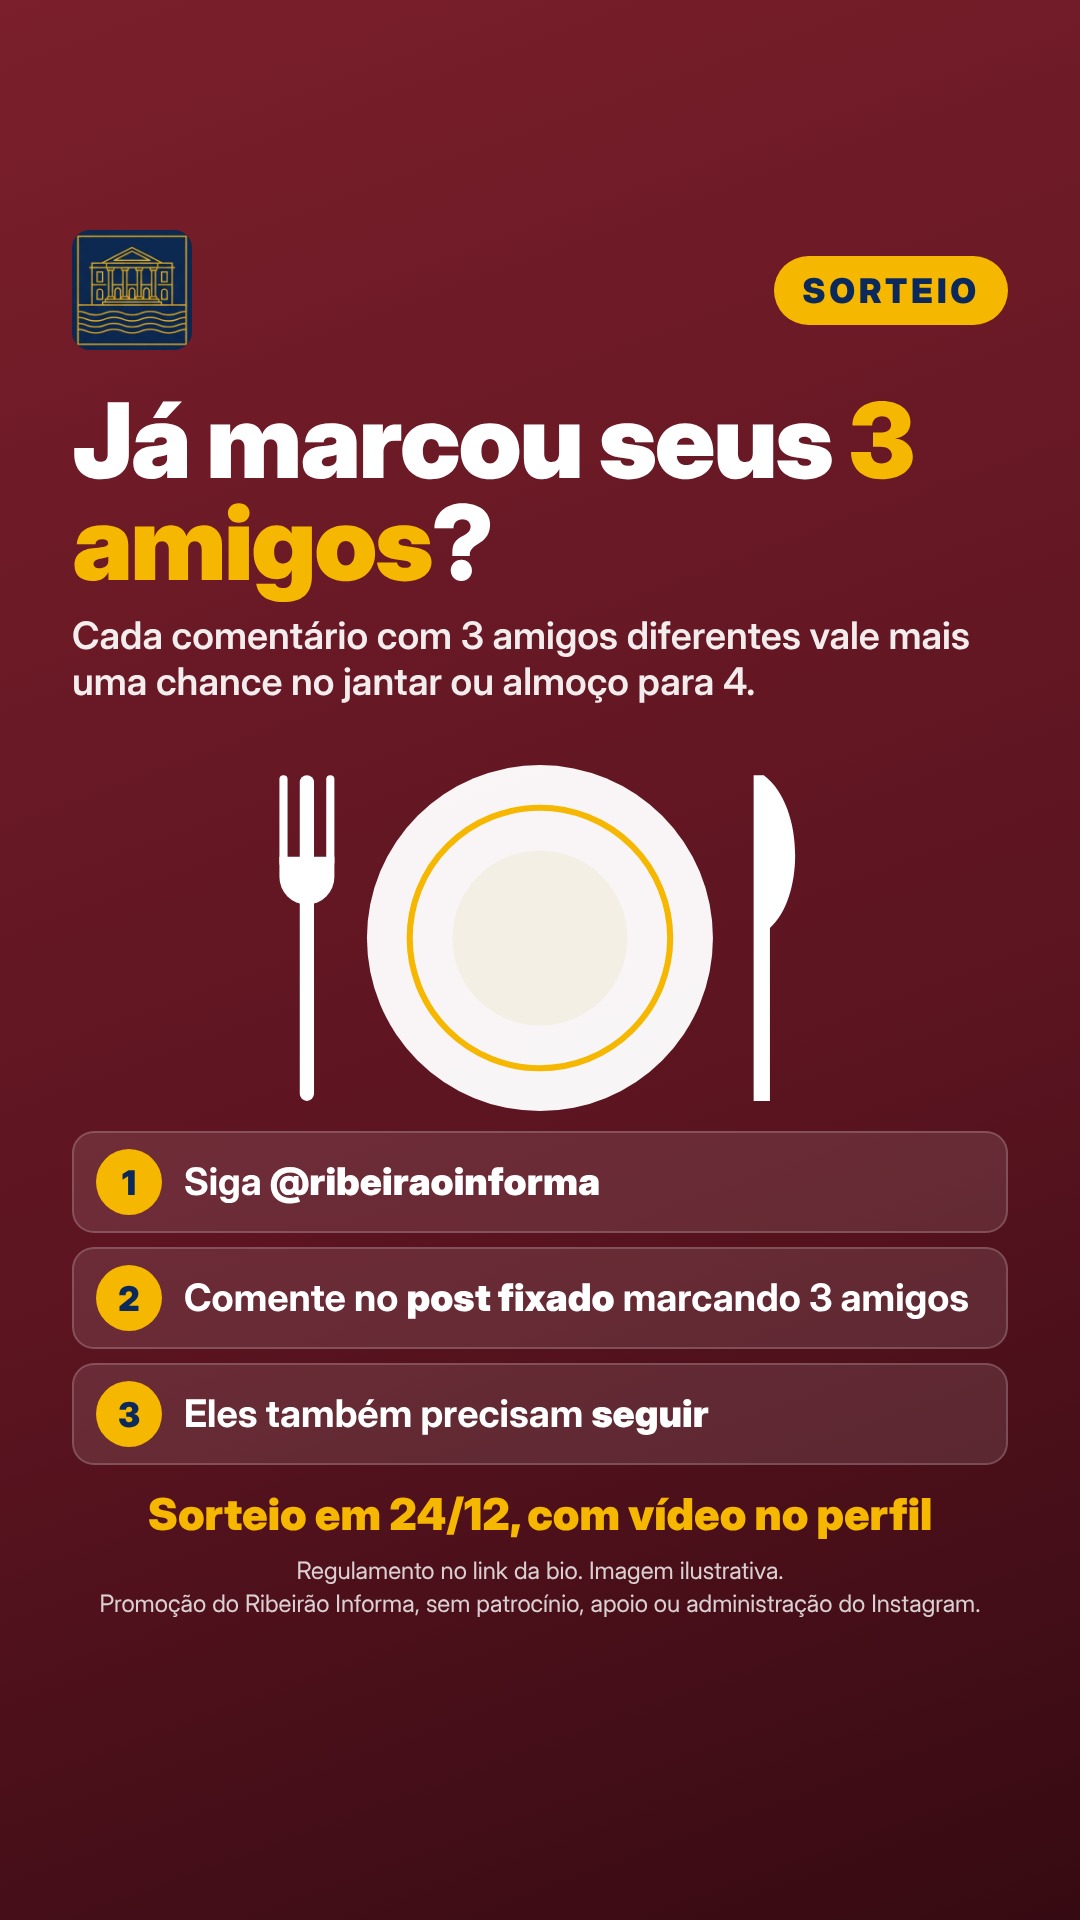 SORTEIO
Já marcou seus 3
amigos?
Cada comentário com 3 amigos diferentes vale mais
uma chance no jantar ou almoço para 4.
1 Siga @ribeiraoinforma
2 Comente no post fixado marcando 3 amigos
3 Eles também precisam seguir
Sorteio em 24/12, com vídeo no perfil
Regulamento no link da bio. Imagem ilustrativa.
Promoção do Ribeirão Informa, sem patrocínio, apoio ou administração do Instagram.